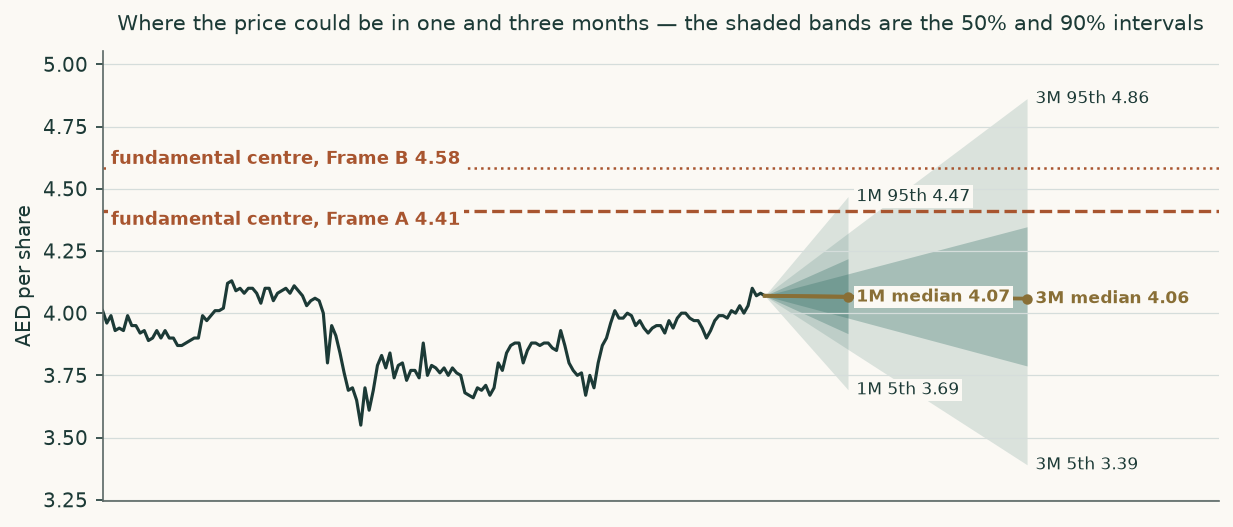 Where the price could be in one and three months — the shaded bands are the 50% and 90% intervals
AED per share
5.00
4.75
4.50
4.25
4.00
3.75
3.50
3.25
fundamental centre, Frame B 4.58
fundamental centre, Frame A 4.41
3M 95th 4.86
1M 95th 4.47
1M median 4.07
3M median 4.06
1M 5th 3.69
3M 5th 3.39